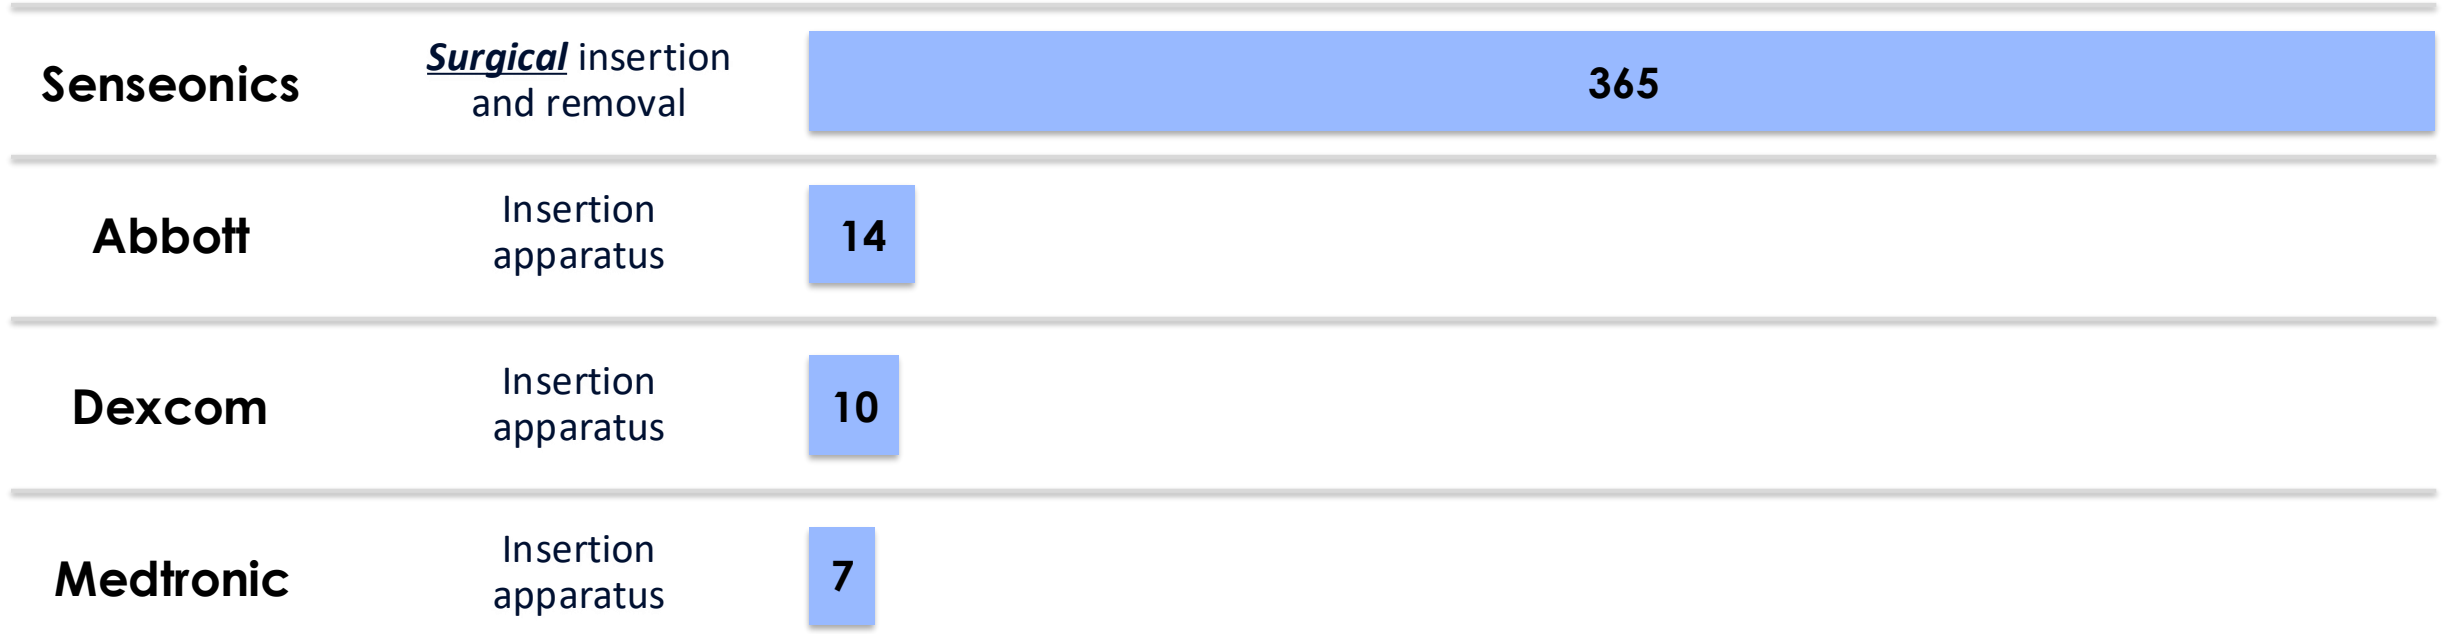 Senseonics
Surgical insertion
and removal
365
Abbott
Insertion
apparatus
14
Dexcom
Insertion
apparatus
10
Medtronic
Insertion
apparatus
7